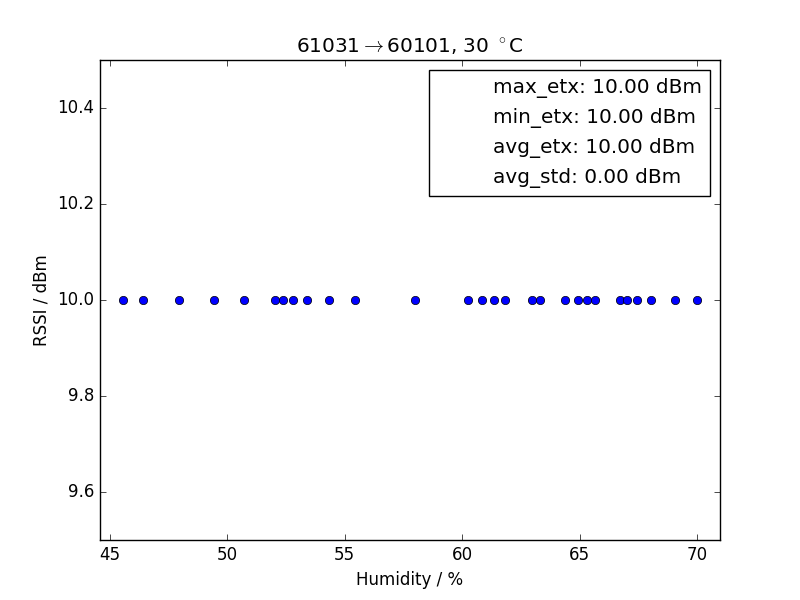 61031→60101, 30 °C
max_etx: 10.00 dBm
min_etx: 10.00 dBm
avg_etx: 10.00 dBm
avg_std: 0.00 dBm
RSSI / dBm
10.4
10.2
10.0
9.8
9.6
45 50 55 60 65 70
Humidity / %